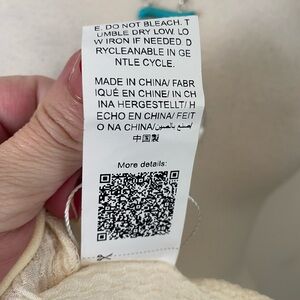 E. DO NOT BLEACH. T
UMBLE DRY LOW. LO
W IRON IF NEEDED. D
RYCLEANABLE IN GE
NTLE CYCLE.
MADE IN CHINA/ FABR
IQUÉ EN CHINE/ IN CH
INA HERGESTELLT/ H
ECHO EN CHINA/ FEIT
O NA CHINA/صنع بالصين/
中国製
More details: